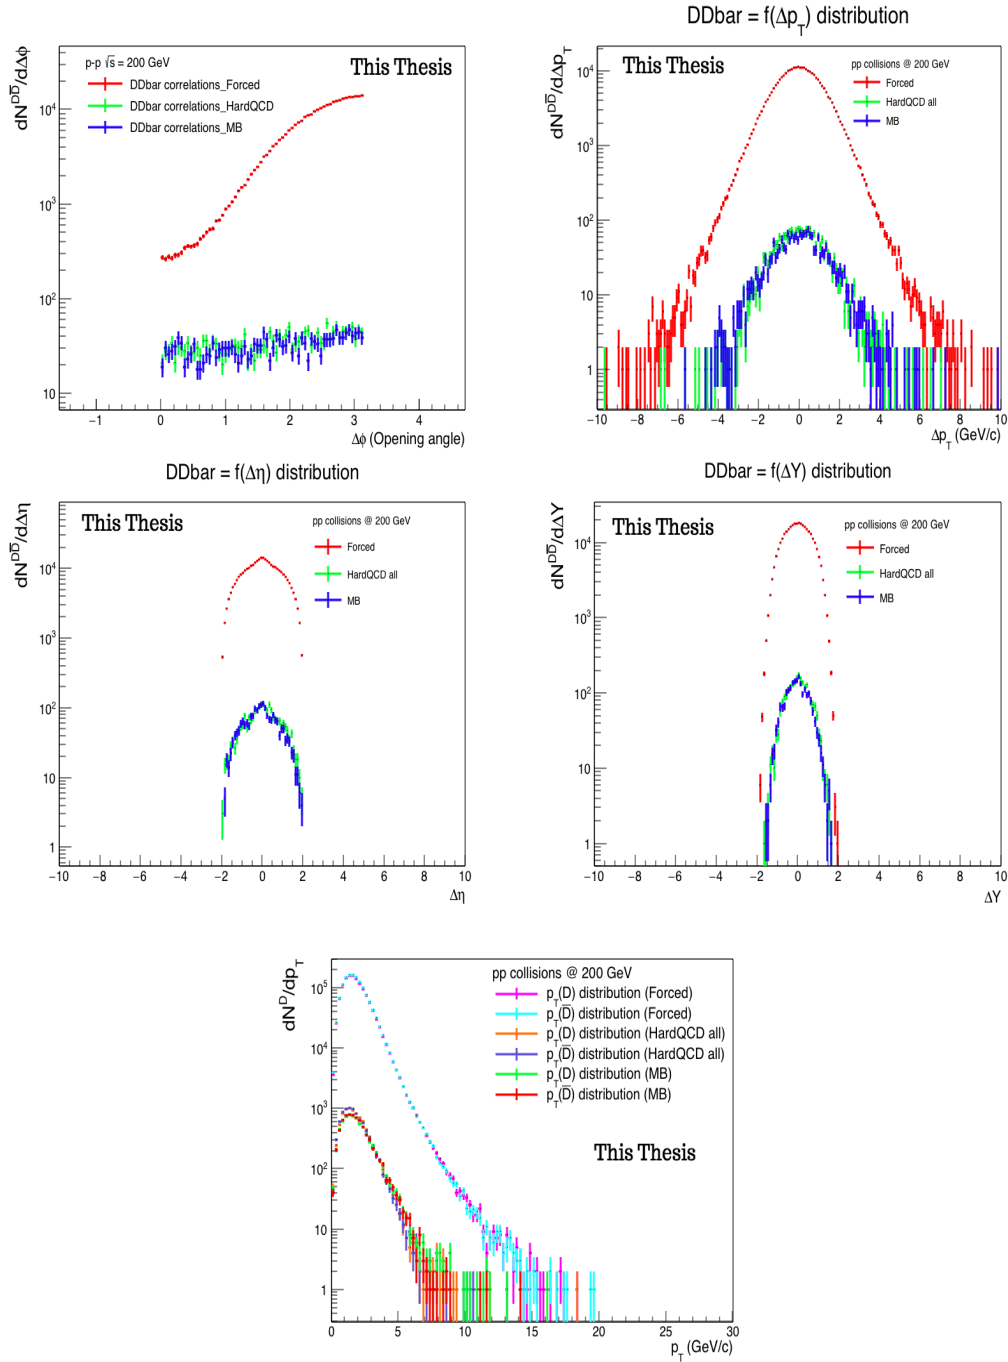 dN^{DD̅}/dΔϕ
p-p √s = 200 GeV
This Thesis
DDbar correlations_Forced
DDbar correlations_HardQCD
DDbar correlations_MB
10^4
10^3
10^2
10
−1 0 1 2 3 4
Δϕ (Opening angle)
DDbar = f(Δp_T) distribution
dN^{DD̅}/dΔp_T
This Thesis
pp collisions @ 200 GeV
Forced
HardQCD all
MB
10^4
10^3
10^2
10
1
−10 −8 −6 −4 −2 0 2 4 6 8 10
Δp_T (GeV/c)
DDbar = f(Δη) distribution
dN^{DD̅}/dΔη
This Thesis
pp collisions @ 200 GeV
Forced
HardQCD all
MB
10^4
10^3
10^2
10
1
−10 −8 −6 −4 −2 0 2 4 6 8 10
Δη
DDbar = f(ΔY) distribution
dN^{DD̅}/dΔY
This Thesis
pp collisions @ 200 GeV
Forced
HardQCD all
MB
10^4
10^3
10^2
10
1
−10 −8 −6 −4 −2 0 2 4 6 8 10
ΔY
dN^D/dp_T
pp collisions @ 200 GeV
p_T(D) distribution (Forced)
p_T(D̅) distribution (Forced)
p_T(D) distribution (HardQCD all)
p_T(D̅) distribution (HardQCD all)
p_T(D) distribution (MB)
p_T(D̅) distribution (MB)
This Thesis
10^5
10^4
10^3
10^2
10
1
0 5 10 15 20 25 30
p_T (GeV/c)